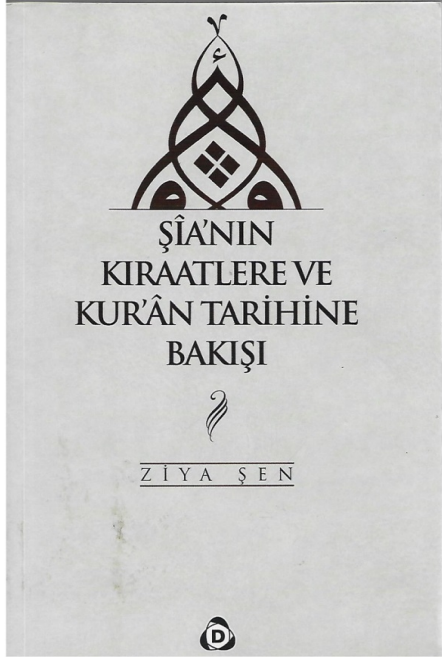 ŞÎA'NIN
KIRAATLERE VE
KUR'ÂN TARİHİNE
BAKIŞI
ZİYA ŞEN
D